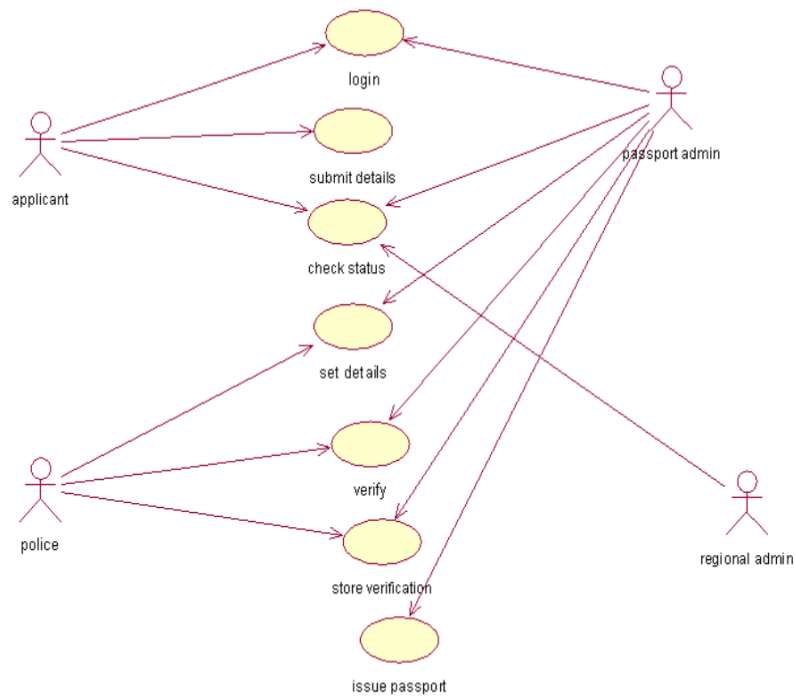 login
passport admin
submit details
applicant
check status
set details
verify
police
regional admin
store verification
issue passport